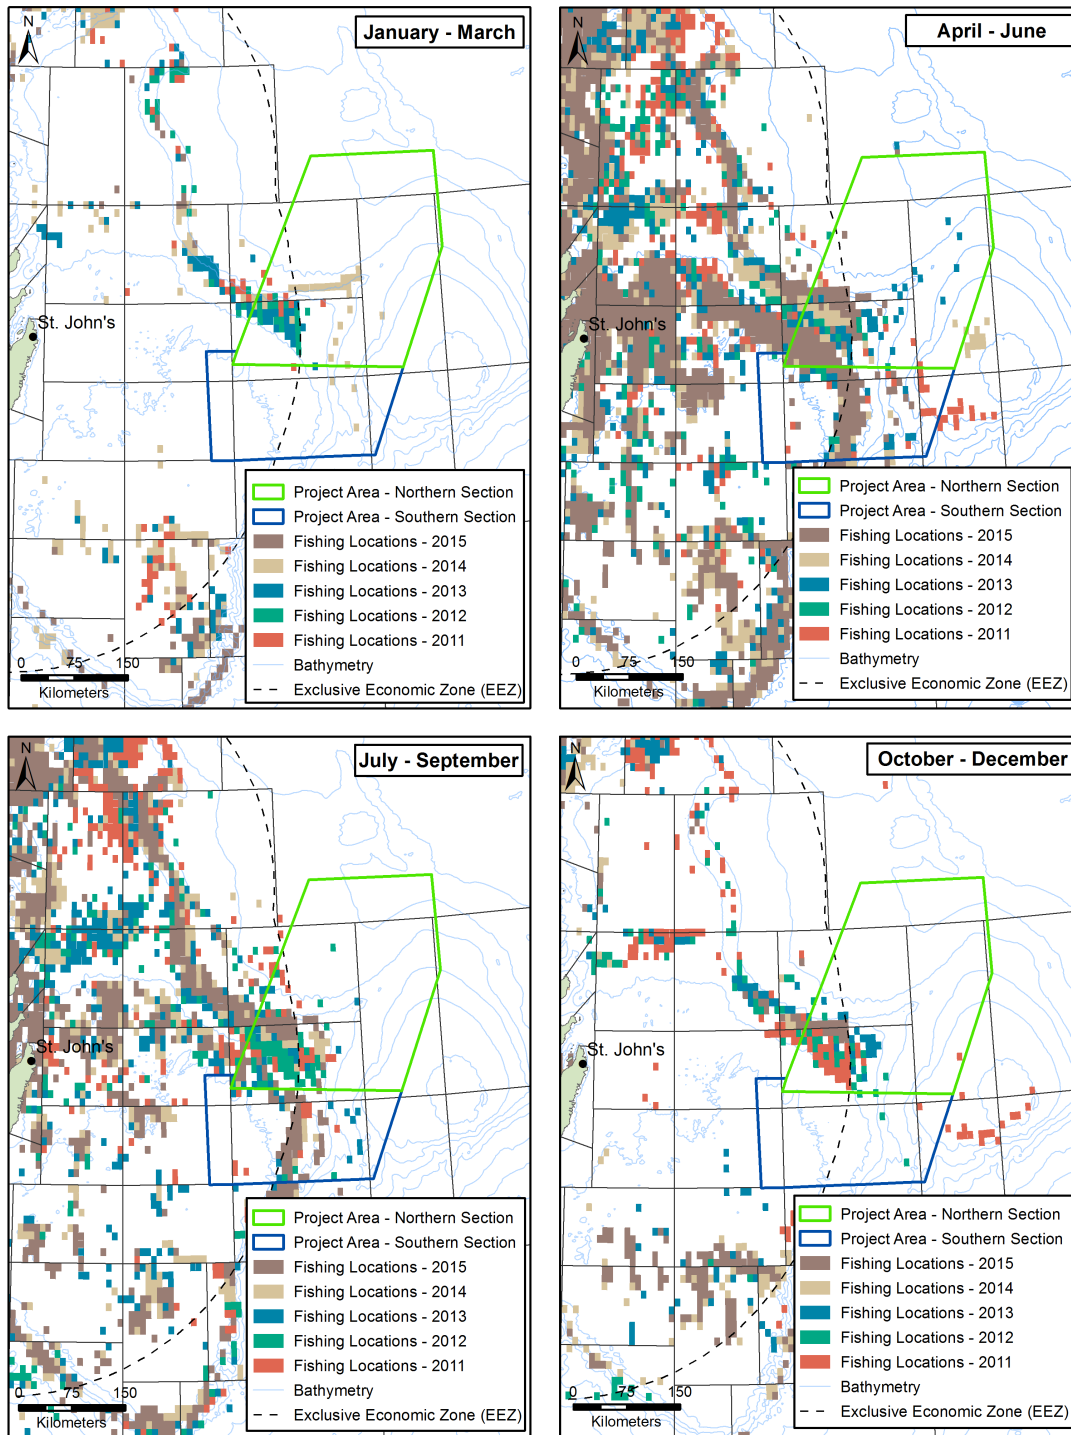 January - March
N
St. John's
Project Area - Northern Section
Project Area - Southern Section
Fishing Locations - 2015
Fishing Locations - 2014
Fishing Locations - 2013
Fishing Locations - 2012
Fishing Locations - 2011
Bathymetry
Exclusive Economic Zone (EEZ)
0 75 150
Kilometers
April - June
N
St. John's
Project Area - Northern Section
Project Area - Southern Section
Fishing Locations - 2015
Fishing Locations - 2014
Fishing Locations - 2013
Fishing Locations - 2012
Fishing Locations - 2011
Bathymetry
Exclusive Economic Zone (EEZ)
0 75 150
Kilometers
July - September
N
St. John's
Project Area - Northern Section
Project Area - Southern Section
Fishing Locations - 2015
Fishing Locations - 2014
Fishing Locations - 2013
Fishing Locations - 2012
Fishing Locations - 2011
Bathymetry
Exclusive Economic Zone (EEZ)
0 75 150
Kilometers
October - December
N
St. John's
Project Area - Northern Section
Project Area - Southern Section
Fishing Locations - 2015
Fishing Locations - 2014
Fishing Locations - 2013
Fishing Locations - 2012
Fishing Locations - 2011
Bathymetry
Exclusive Economic Zone (EEZ)
0 75 150
Kilometers